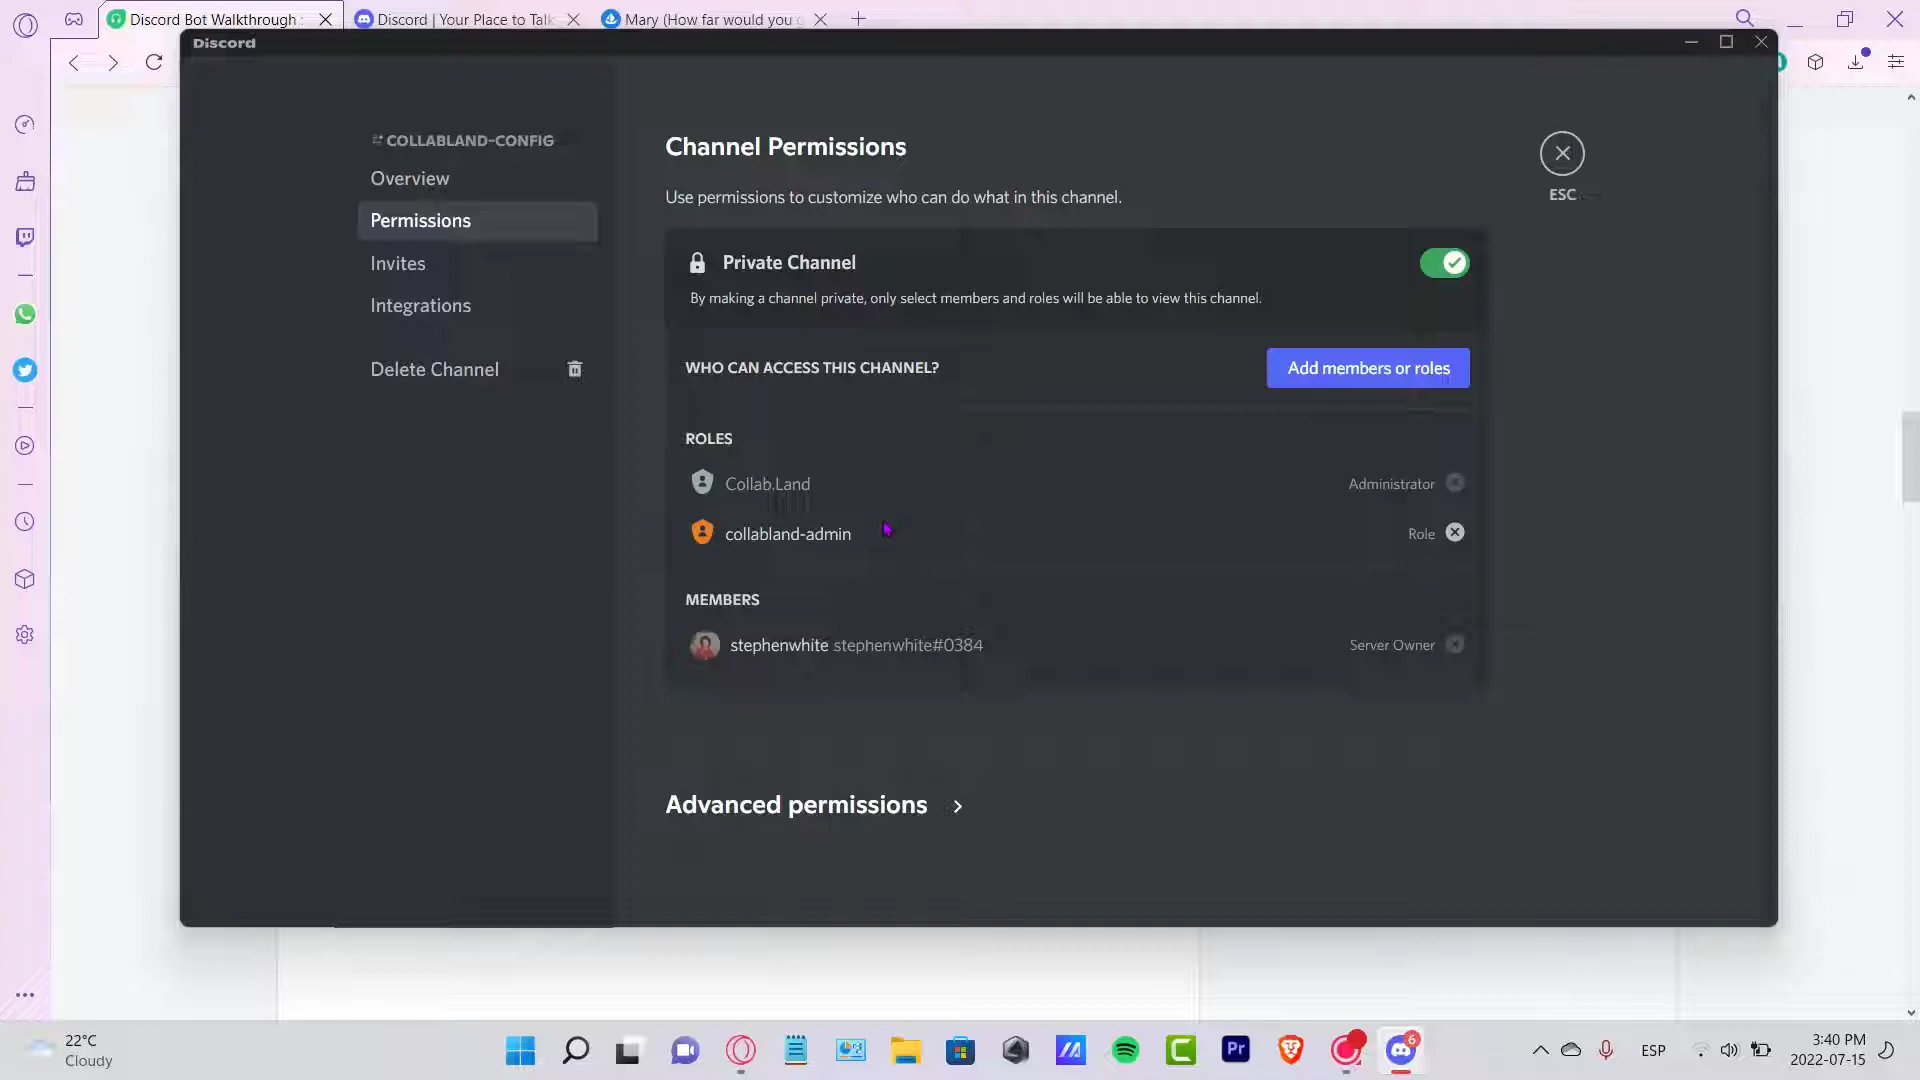 Discord Bot Walkthrough :
Discord | Your Place to Talk
Mary (How far would you g
Discord
COLLABLAND-CONFIG
Overview
Permissions
Invites
Integrations
Delete Channel
Channel Permissions
Use permissions to customize who can do what in this channel.
ESC
Private Channel
By making a channel private, only select members and roles will be able to view this channel.
WHO CAN ACCESS THIS CHANNEL?
Add members or roles
ROLES
Collab.Land
Administrator
collabland-admin
Role
MEMBERS
stephenwhite stephenwhite#0384
Server Owner
Advanced permissions
22°C
Cloudy
Pr
6
ESP
3:40 PM
2022-07-15